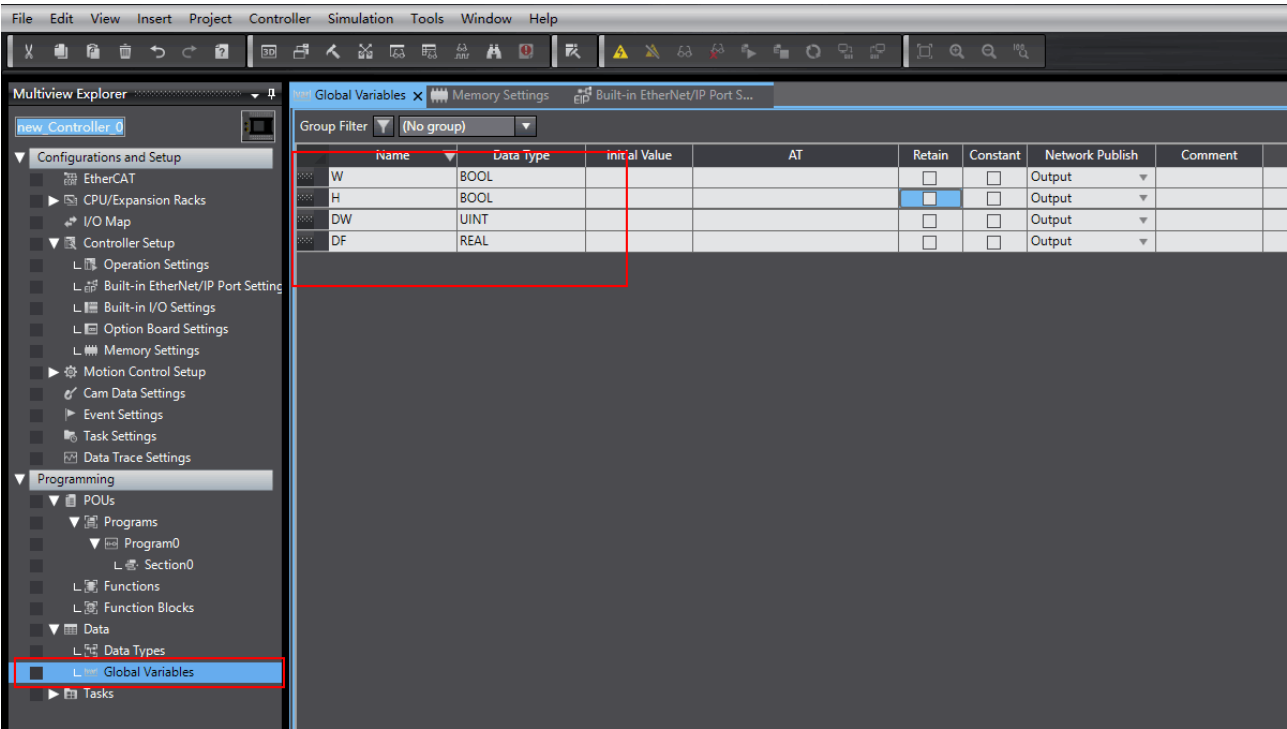 File Edit View Insert Project Controller Simulation Tools Window Help
Multiview Explorer
new_Controller_0
Configurations and Setup
EtherCAT
CPU/Expansion Racks
I/O Map
Controller Setup
Operation Settings
Built-in EtherNet/IP Port Setting
Built-in I/O Settings
Option Board Settings
Memory Settings
Motion Control Setup
Cam Data Settings
Event Settings
Task Settings
Data Trace Settings
Programming
POUs
Programs
Program0
Section0
Functions
Function Blocks
Data
Data Types
Global Variables
Tasks
Global Variables Memory Settings Built-in EtherNet/IP Port S...
Group Filter (No group)
Name Data Type Initial Value AT Retain Constant Network Publish Comment
W BOOL Output
H BOOL Output
DW UINT Output
DF REAL Output